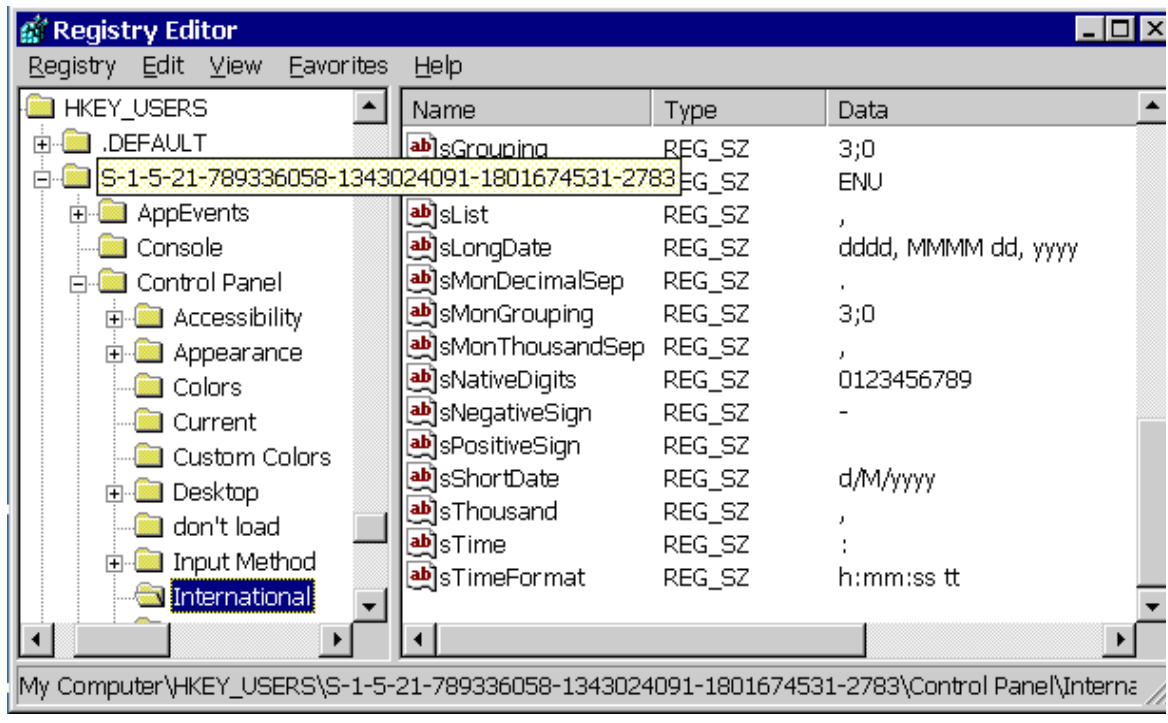 Registry Editor
Registry Edit View Favorites Help
HKEY_USERS
.DEFAULT
S-1-5-21-789336058-1343024091-1801674531-2783
AppEvents
Console
Control Panel
Accessibility
Appearance
Colors
Current
Custom Colors
Desktop
don't load
Input Method
International
Name Type Data
sGrouping REG_SZ 3;0
EG_SZ ENU
sList REG_SZ ,
sLongDate REG_SZ dddd, MMMM dd, yyyy
sMonDecimalSep REG_SZ .
sMonGrouping REG_SZ 3;0
sMonThousandSep REG_SZ ,
sNativeDigits REG_SZ 0123456789
sNegativeSign REG_SZ -
sPositiveSign REG_SZ
sShortDate REG_SZ d/M/yyyy
sThousand REG_SZ ,
sTime REG_SZ :
sTimeFormat REG_SZ h:mm:ss tt
My Computer\HKEY_USERS\S-1-5-21-789336058-1343024091-1801674531-2783\Control Panel\Interna